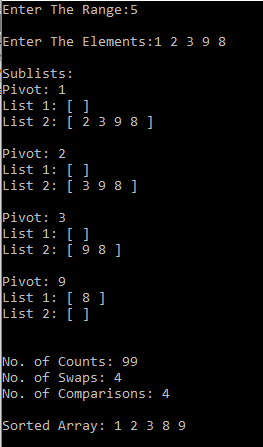 Enter The Range:5
Enter The Elements:1 2 3 9 8
Sublists:
Pivot: 1
List 1: [ ]
List 2: [ 2 3 9 8 ]
Pivot: 2
List 1: [ ]
List 2: [ 3 9 8 ]
Pivot: 3
List 1: [ ]
List 2: [ 9 8 ]
Pivot: 9
List 1: [ 8 ]
List 2: [ ]
No. of Counts: 99
No. of Swaps: 4
No. of Comparisons: 4
Sorted Array: 1 2 3 8 9